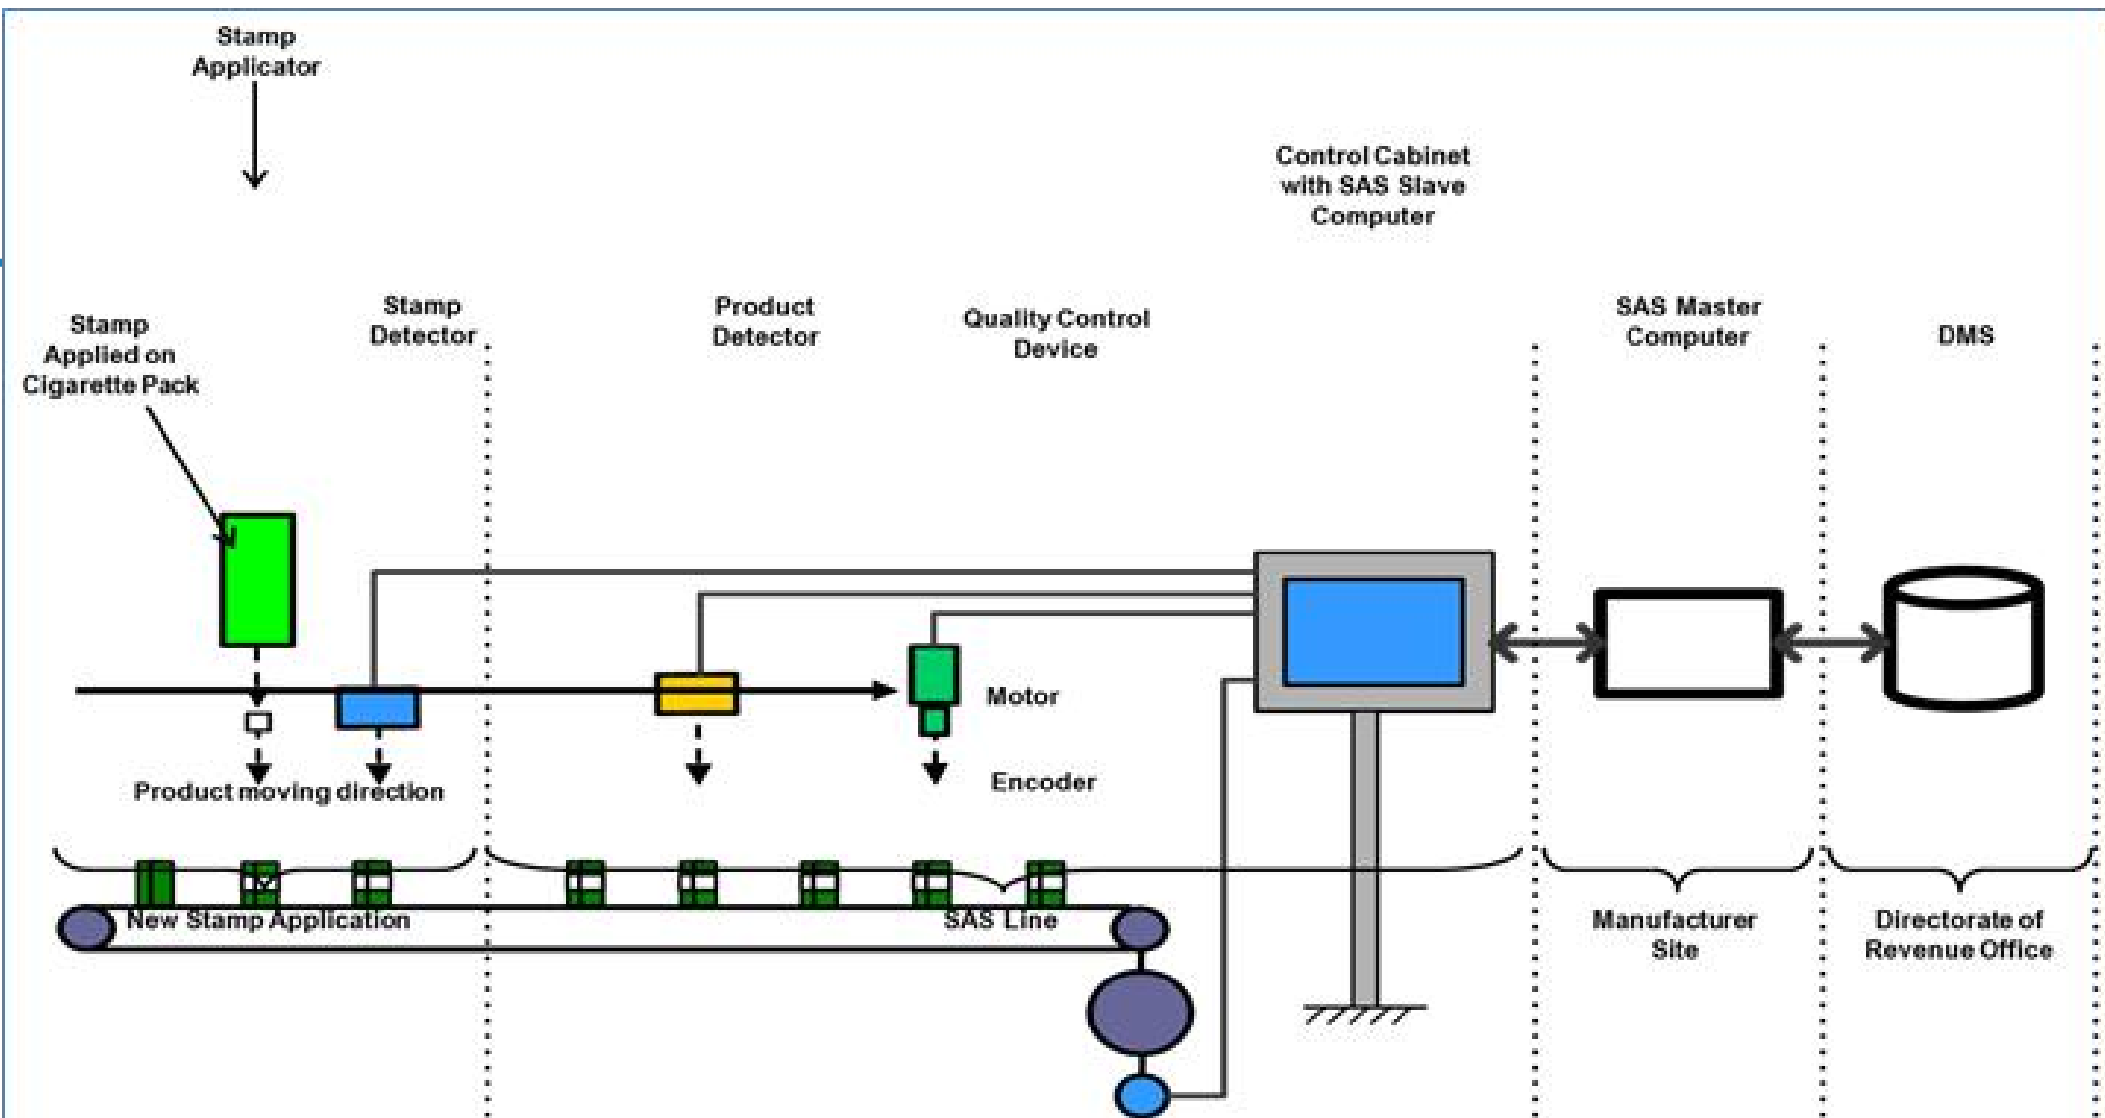 Stamp
Applicator
Control Cabinet
with SAS Slave
Computer
Stamp
Applied on
Cigarette Pack
Stamp
Detector
Product
Detector
Quality Control
Device
SAS Master
Computer
DMS
Motor
Encoder
Product moving direction
New Stamp Application
SAS Line
Manufacturer
Site
Directorate of
Revenue Office